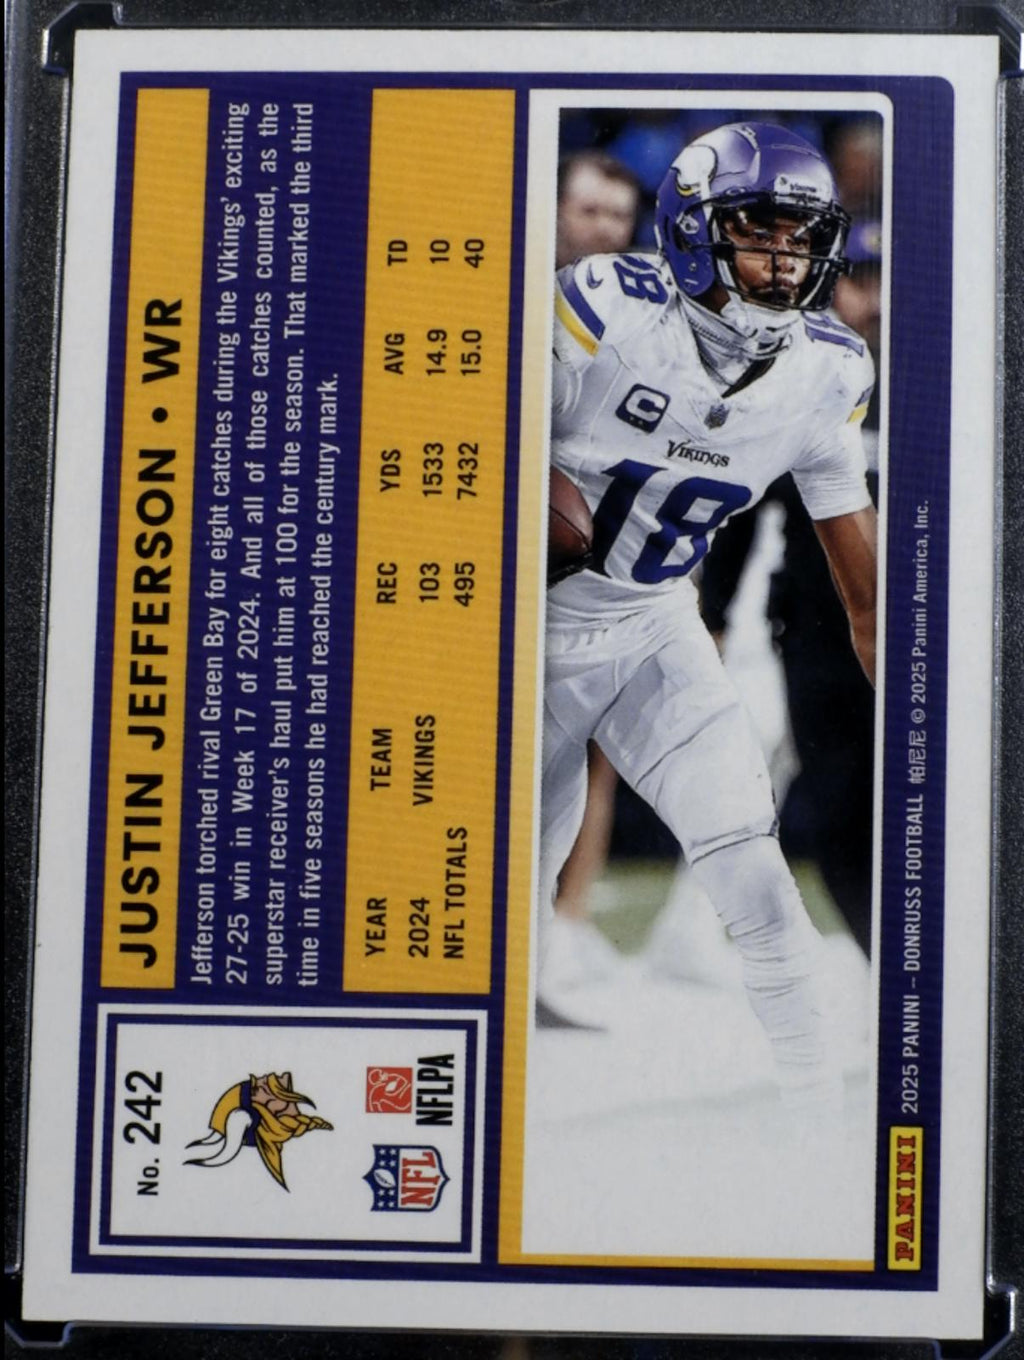 No. 242
NFL
NFLPA
JUSTIN JEFFERSON • WR
Jefferson torched rival Green Bay for eight catches during the Vikings' exciting
27-25 win in Week 17 of 2024. And all of those catches counted, as the
superstar receiver's haul put him at 100 for the season. That marked the third
time in five seasons he had reached the century mark.
YEAR TEAM REC YDS AVG TD
2024 VIKINGS 103 1533 14.9 10
NFL TOTALS 495 7432 15.0 40
18
18
C
VIKINGS
18
VICIS
PANINI
2025 PANINI – DONRUSS FOOTBALL 帕尼尼 © 2025 Panini America, Inc.